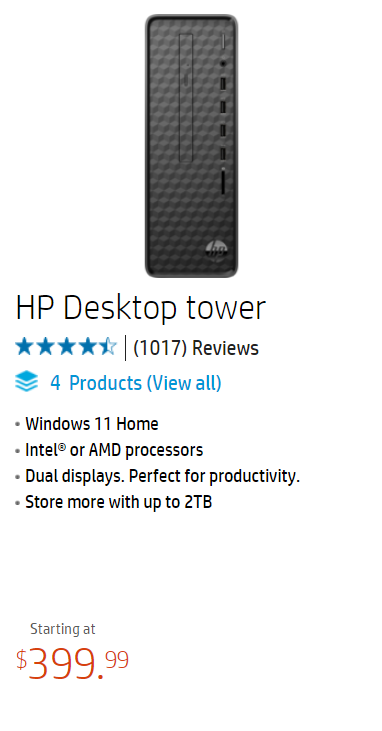 hp
HP Desktop tower
(1017) Reviews
4 Products (View all)
• Windows 11 Home
• Intel® or AMD processors
• Dual displays. Perfect for productivity.
• Store more with up to 2TB
Starting at
$399.99